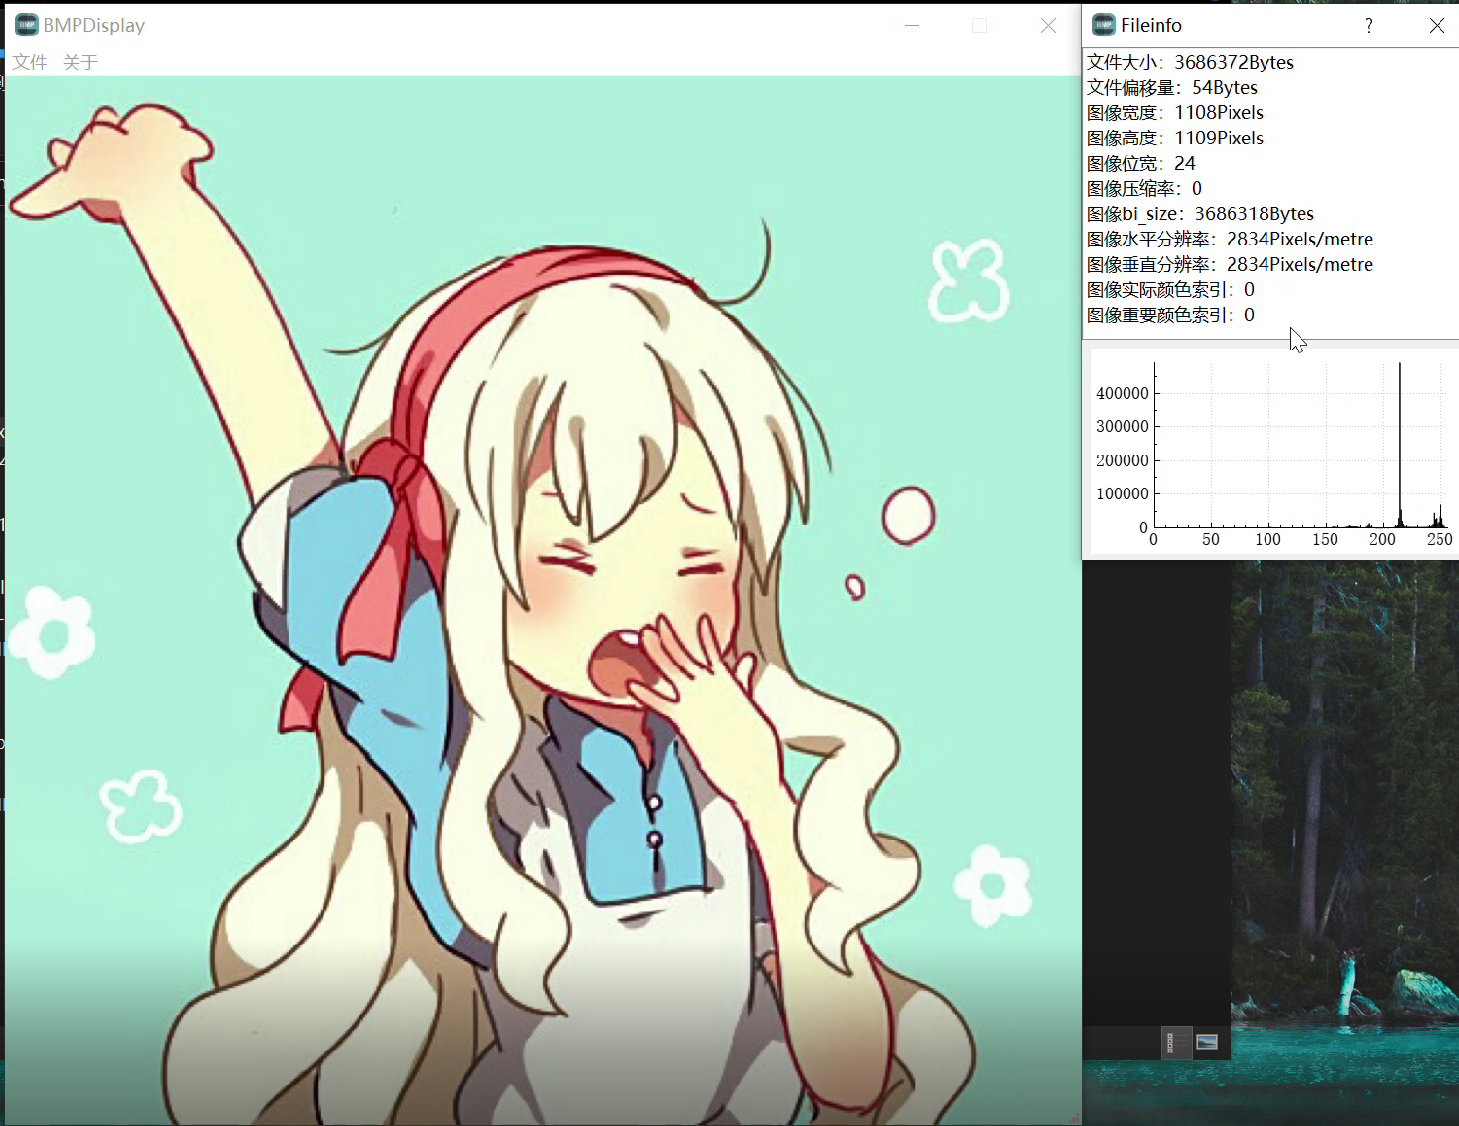 BMPDisplay
文件 关于
Fileinfo
?
文件大小：3686372Bytes
文件偏移量：54Bytes
图像宽度：1108Pixels
图像高度：1109Pixels
图像位宽：24
图像压缩率：0
图像bi_size：3686318Bytes
图像水平分辨率：2834Pixels/metre
图像垂直分辨率：2834Pixels/metre
图像实际颜色索引：0
图像重要颜色索引：0
400000
300000
200000
100000
0
0 50 100 150 200 250